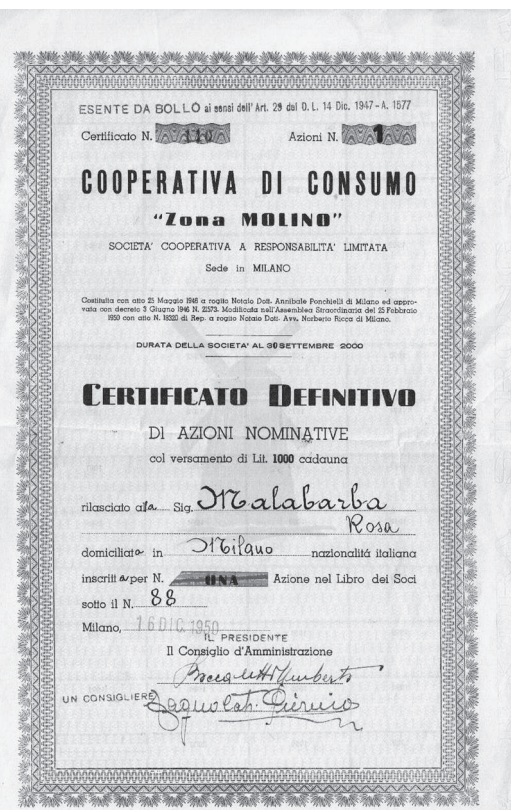 ESENTE DA BOLLO ai sensi dell'Art. 29 del D. L. 14 Dic. 1947 - A. 1577
Certificato N. 110 Azioni N. 1
COOPERATIVA DI CONSUMO
"Zona MOLINO"
SOCIETA' COOPERATIVA A RESPONSABILITA' LIMITATA
Sede in MILANO
Costituita con atto 25 Maggio 1946 a rogito Notaio Dott. Annibale Ponchielli di Milano ed appro-
vata con decreto 3 Giugno 1946 N. 21573. Modificata nell'Assemblea Straordinaria del 25 Febbraio
1950 con atto N. 18320 di Rep. a rogito Notaio Dott. Avv. Norberto Ricca di Milano.
DURATA DELLA SOCIETA' AL 30 SETTEMBRE 2000
CERTIFICATO DEFINITIVO
DI AZIONI NOMINATIVE
col versamento di Lit. 1000 cadauna
rilasciato alla Sig. Malabarba
Rosa
domiciliata in Milano nazionalità italiana
inscritta per N. UNA Azione nel Libro dei Soci
sotto il N. 88
Milano, 16 DIC. 1950
IL PRESIDENTE
Il Consiglio d'Amministrazione
Umberto
UN CONSIGLIERE